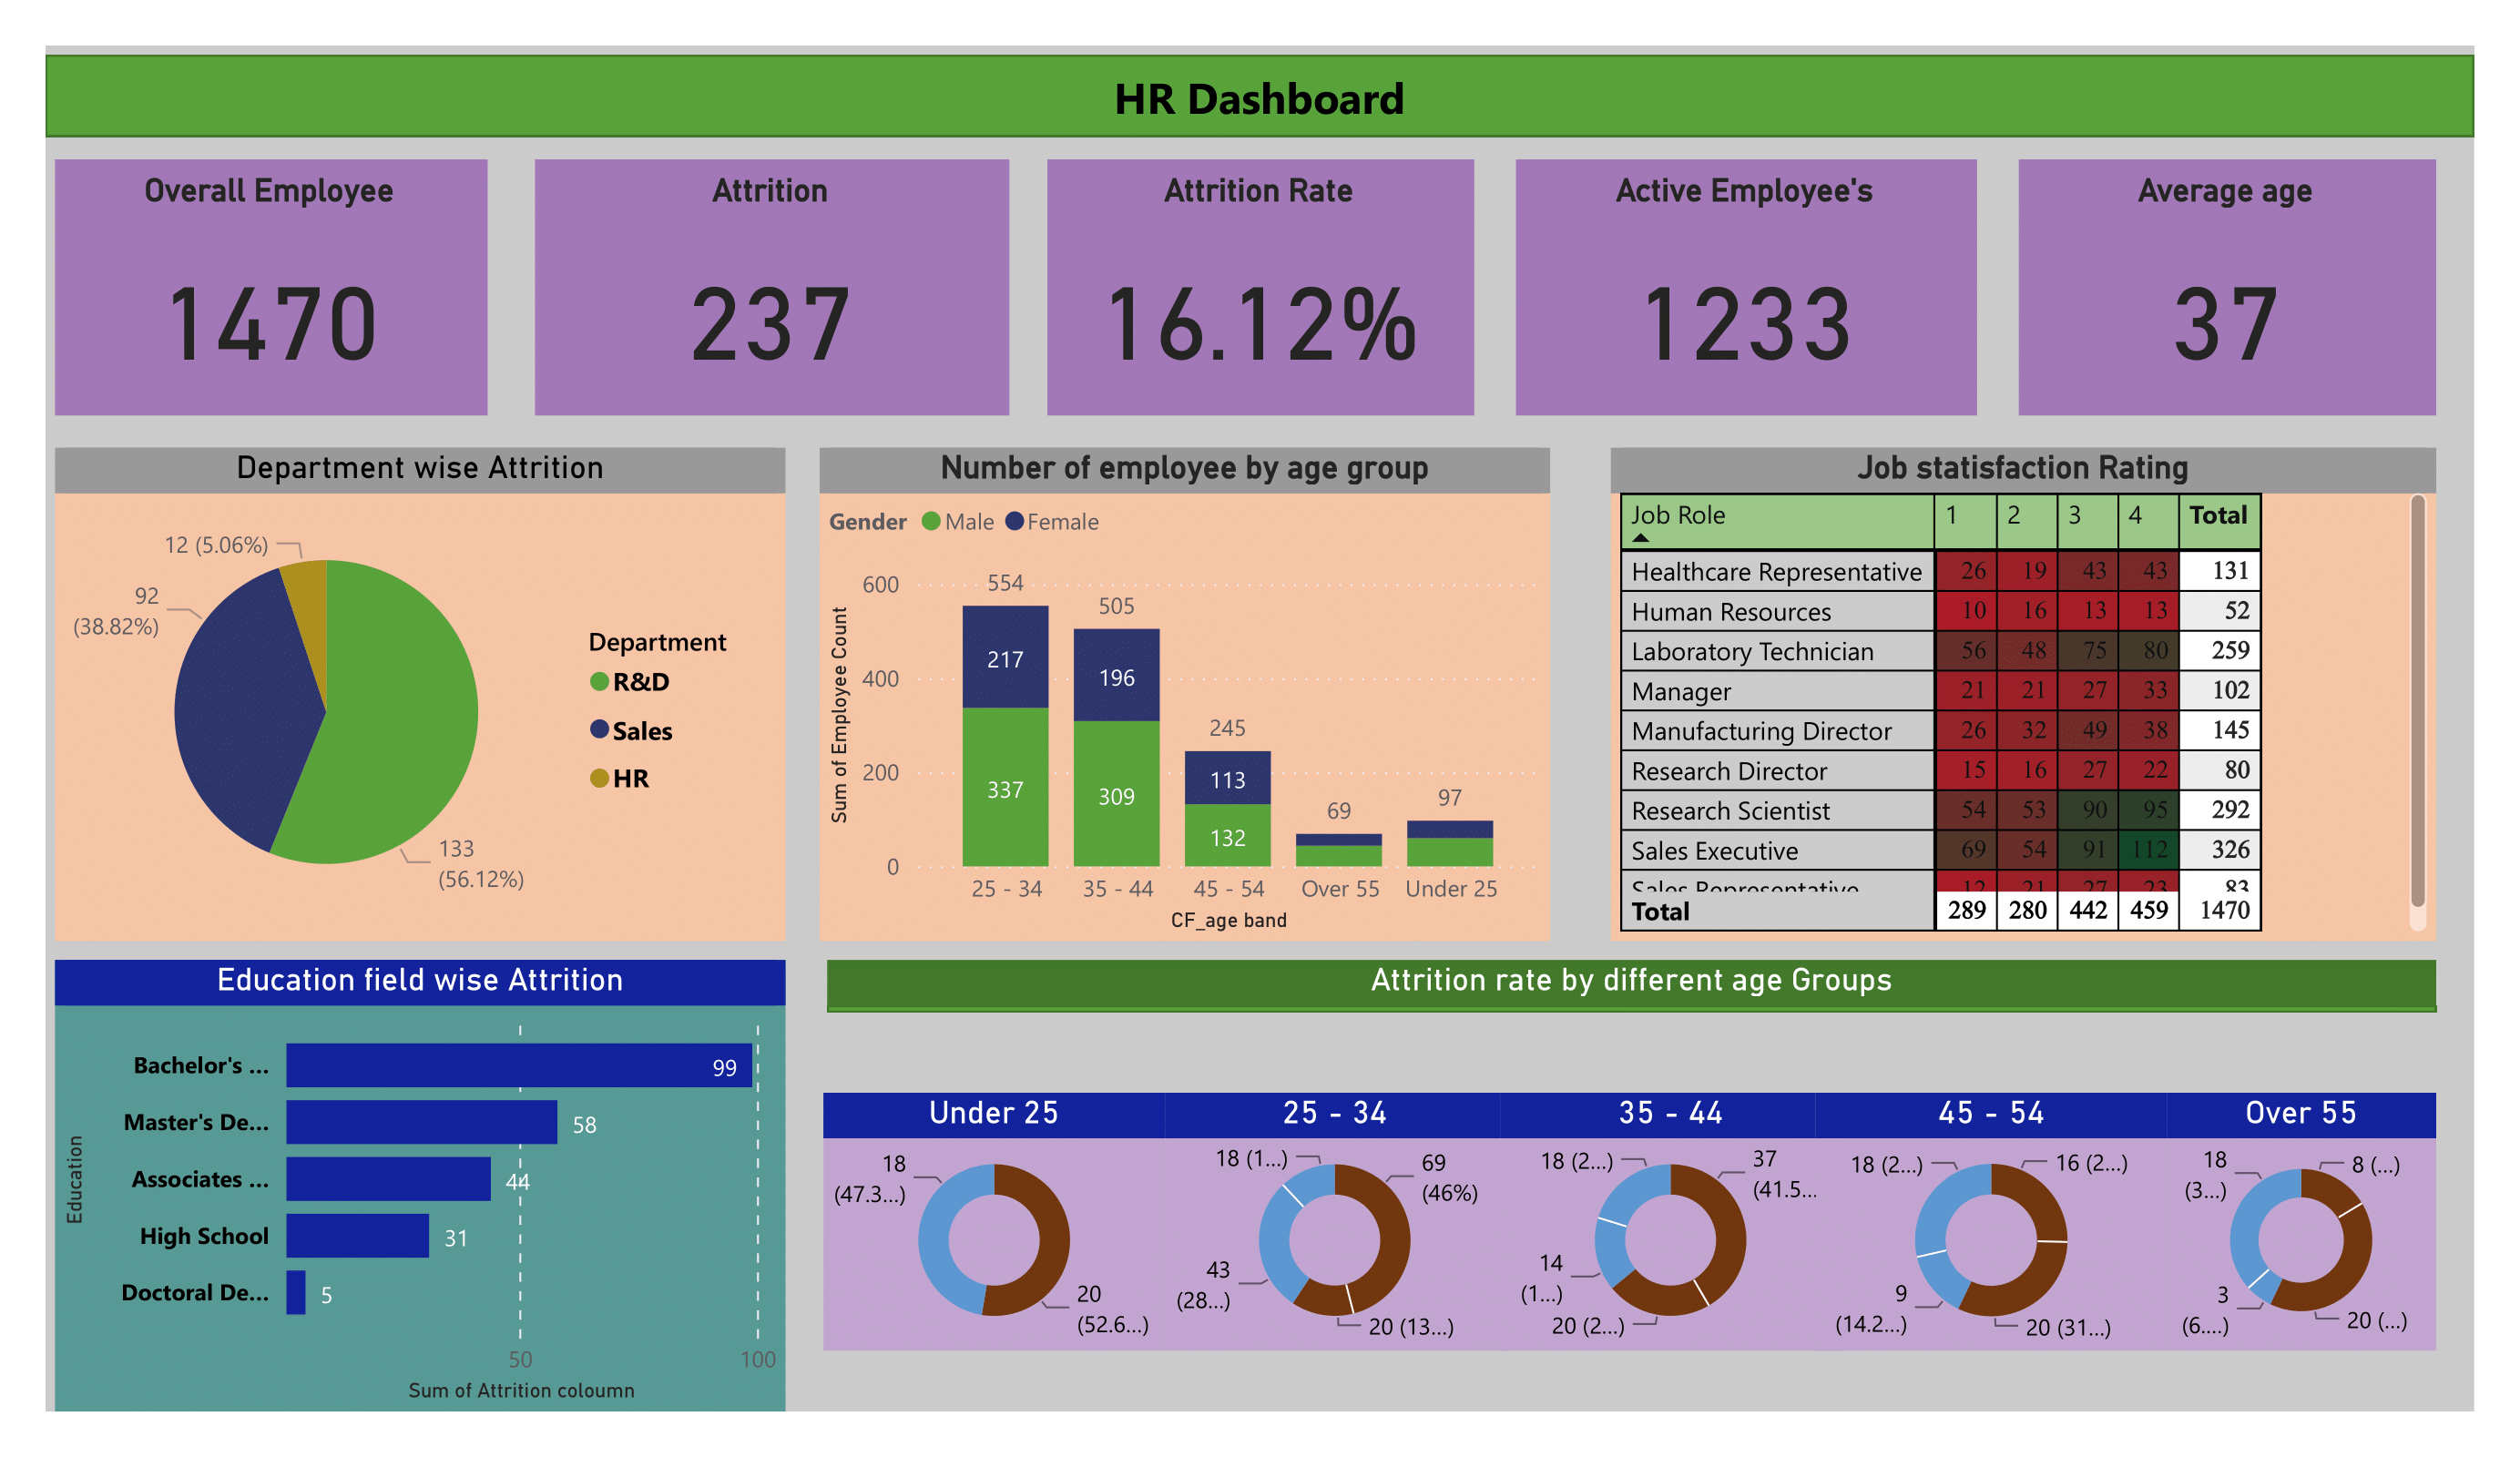 HR Dashboard
Overall Employee
1470
Attrition
237
Attrition Rate
16.12%
Active Employee's
1233
Average age
37
Department wise Attrition
12 (5.06%)
92
(38.82%)
133
(56.12%)
Department
R&D
Sales
HR
Number of employee by age group
Gender Male Female
Sum of Employee Count
600
400
200
0
554
217
337
505
196
309
245
113
132
69
97
25 - 34 35 - 44 45 - 54 Over 55 Under 25
CF_age band
Job statisfaction Rating
Job Role 1 2 3 4 Total
Healthcare Representative 26 19 43 43 131
Human Resources 10 16 13 13 52
Laboratory Technician 56 48 75 80 259
Manager 21 21 27 33 102
Manufacturing Director 26 32 49 38 145
Research Director 15 16 27 22 80
Research Scientist 54 53 90 95 292
Sales Executive 69 54 91 112 326
Sales Representative 12 21 27 23 83
Total 289 280 442 459 1470
Education field wise Attrition
Education
Bachelor's ... 99
Master's De... 58
Associates ... 44
High School 31
Doctoral De... 5
50 100
Sum of Attrition coloumn
Attrition rate by different age Groups
Under 25
18
(47.3...)
20
(52.6...)
25 - 34
18 (1...)
69
(46%)
43
(28...)
20 (13...)
35 - 44
18 (2...)
37
(41.5...
14
(1...)
20 (2...)
45 - 54
18 (2...)
16 (2...)
9
(14.2...)
20 (31...)
Over 55
18
(3...)
8 (...)
3
(6....)
20 (...)